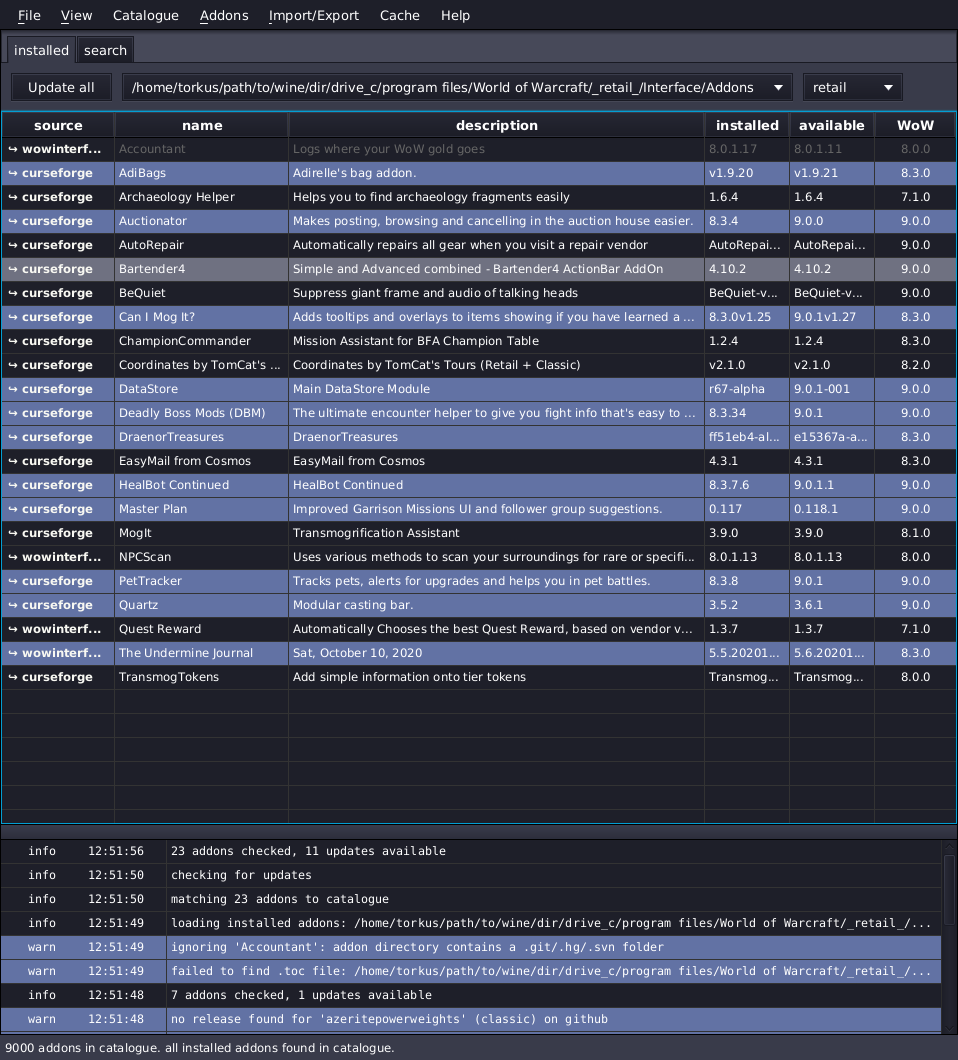 File View Catalogue Addons Import/Export Cache Help
installed search
Update all /home/torkus/path/to/wine/dir/drive_c/program files/World of Warcraft/_retail_/Interface/Addons retail
source name description installed available WoW
↪ wowinterf... Accountant Logs where your WoW gold goes 8.0.1.17 8.0.1.11 8.0.0
↪ curseforge AdiBags Adirelle's bag addon. v1.9.20 v1.9.21 8.3.0
↪ curseforge Archaeology Helper Helps you to find archaeology fragments easily 1.6.4 1.6.4 7.1.0
↪ curseforge Auctionator Makes posting, browsing and cancelling in the auction house easier. 8.3.4 9.0.0 9.0.0
↪ curseforge AutoRepair Automatically repairs all gear when you visit a repair vendor AutoRepai... AutoRepai... 9.0.0
↪ curseforge Bartender4 Simple and Advanced combined - Bartender4 ActionBar AddOn 4.10.2 4.10.2 9.0.0
↪ curseforge BeQuiet Suppress giant frame and audio of talking heads BeQuiet-v... BeQuiet-v... 9.0.0
↪ curseforge Can I Mog It? Adds tooltips and overlays to items showing if you have learned a ... 8.3.0v1.25 9.0.1v1.27 8.3.0
↪ curseforge ChampionCommander Mission Assistant for BFA Champion Table 1.2.4 1.2.4 8.3.0
↪ curseforge Coordinates by TomCat's ... Coordinates by TomCat's Tours (Retail + Classic) v2.1.0 v2.1.0 8.2.0
↪ curseforge DataStore Main DataStore Module r67-alpha 9.0.1-001 9.0.0
↪ curseforge Deadly Boss Mods (DBM) The ultimate encounter helper to give you fight info that's easy to ... 8.3.34 9.0.1 9.0.0
↪ curseforge DraenorTreasures DraenorTreasures ff51eb4-al... e15367a-a... 8.3.0
↪ curseforge EasyMail from Cosmos EasyMail from Cosmos 4.3.1 4.3.1 8.3.0
↪ curseforge HealBot Continued HealBot Continued 8.3.7.6 9.0.1.1 9.0.0
↪ curseforge Master Plan Improved Garrison Missions UI and follower group suggestions. 0.117 0.118.1 9.0.0
↪ curseforge MogIt Transmogrification Assistant 3.9.0 3.9.0 8.1.0
↪ wowinterf... NPCScan Uses various methods to scan your surroundings for rare or specifi... 8.0.1.13 8.0.1.13 8.0.0
↪ curseforge PetTracker Tracks pets, alerts for upgrades and helps you in pet battles. 8.3.8 9.0.1 9.0.0
↪ curseforge Quartz Modular casting bar. 3.5.2 3.6.1 9.0.0
↪ wowinterf... Quest Reward Automatically Chooses the best Quest Reward, based on vendor v... 1.3.7 1.3.7 7.1.0
↪ wowinterf... The Undermine Journal Sat, October 10, 2020 5.5.20201... 5.6.20201... 8.3.0
↪ curseforge TransmogTokens Add simple information onto tier tokens Transmog... Transmog... 8.0.0
info 12:51:56 23 addons checked, 11 updates available
info 12:51:50 checking for updates
info 12:51:50 matching 23 addons to catalogue
info 12:51:49 loading installed addons: /home/torkus/path/to/wine/dir/drive_c/program files/World of Warcraft/_retail_/...
warn 12:51:49 ignoring 'Accountant': addon directory contains a .git/.hg/.svn folder
warn 12:51:49 failed to find .toc file: /home/torkus/path/to/wine/dir/drive_c/program files/World of Warcraft/_retail_/...
info 12:51:48 7 addons checked, 1 updates available
warn 12:51:48 no release found for 'azeritepowerweights' (classic) on github
9000 addons in catalogue. all installed addons found in catalogue.